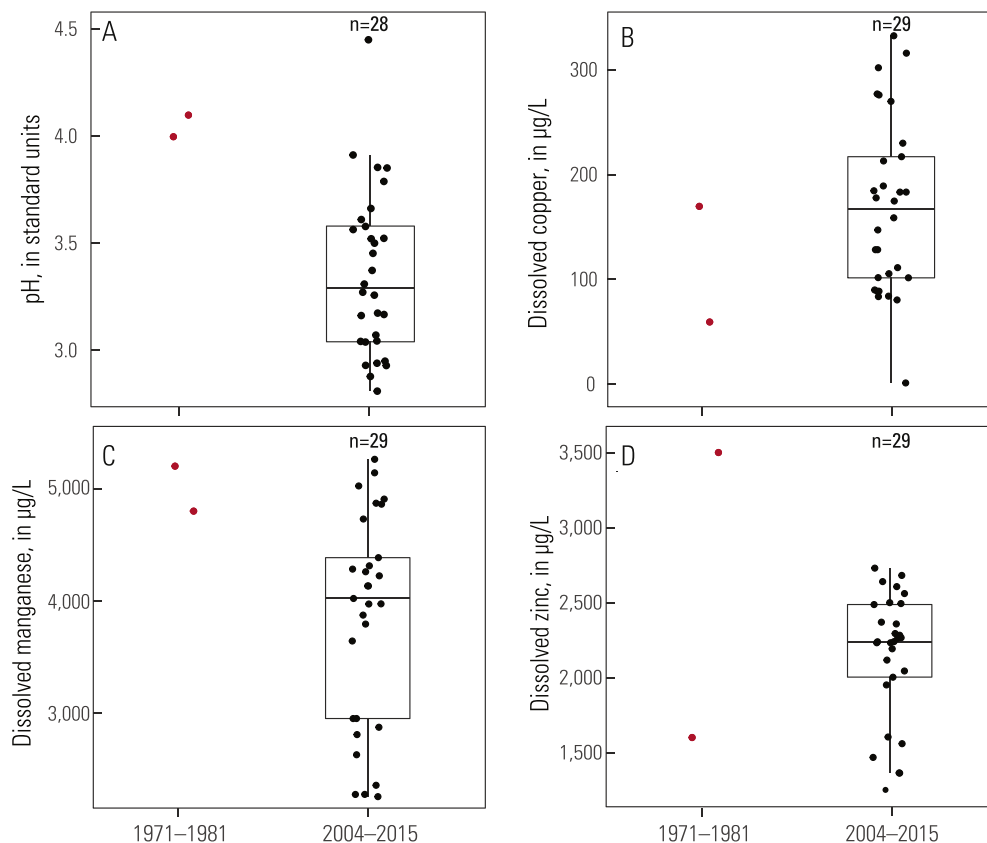 A
n=28
pH, in standard units
4.5
4.0
3.5
3.0
B
n=29
Dissolved copper, in µg/L
300
200
100
0
C
n=29
Dissolved manganese, in µg/L
5,000
4,000
3,000
1971–1981
2004–2015
D
n=29
Dissolved zinc, in µg/L
3,500
3,000
2,500
2,000
1,500
1971–1981
2004–2015